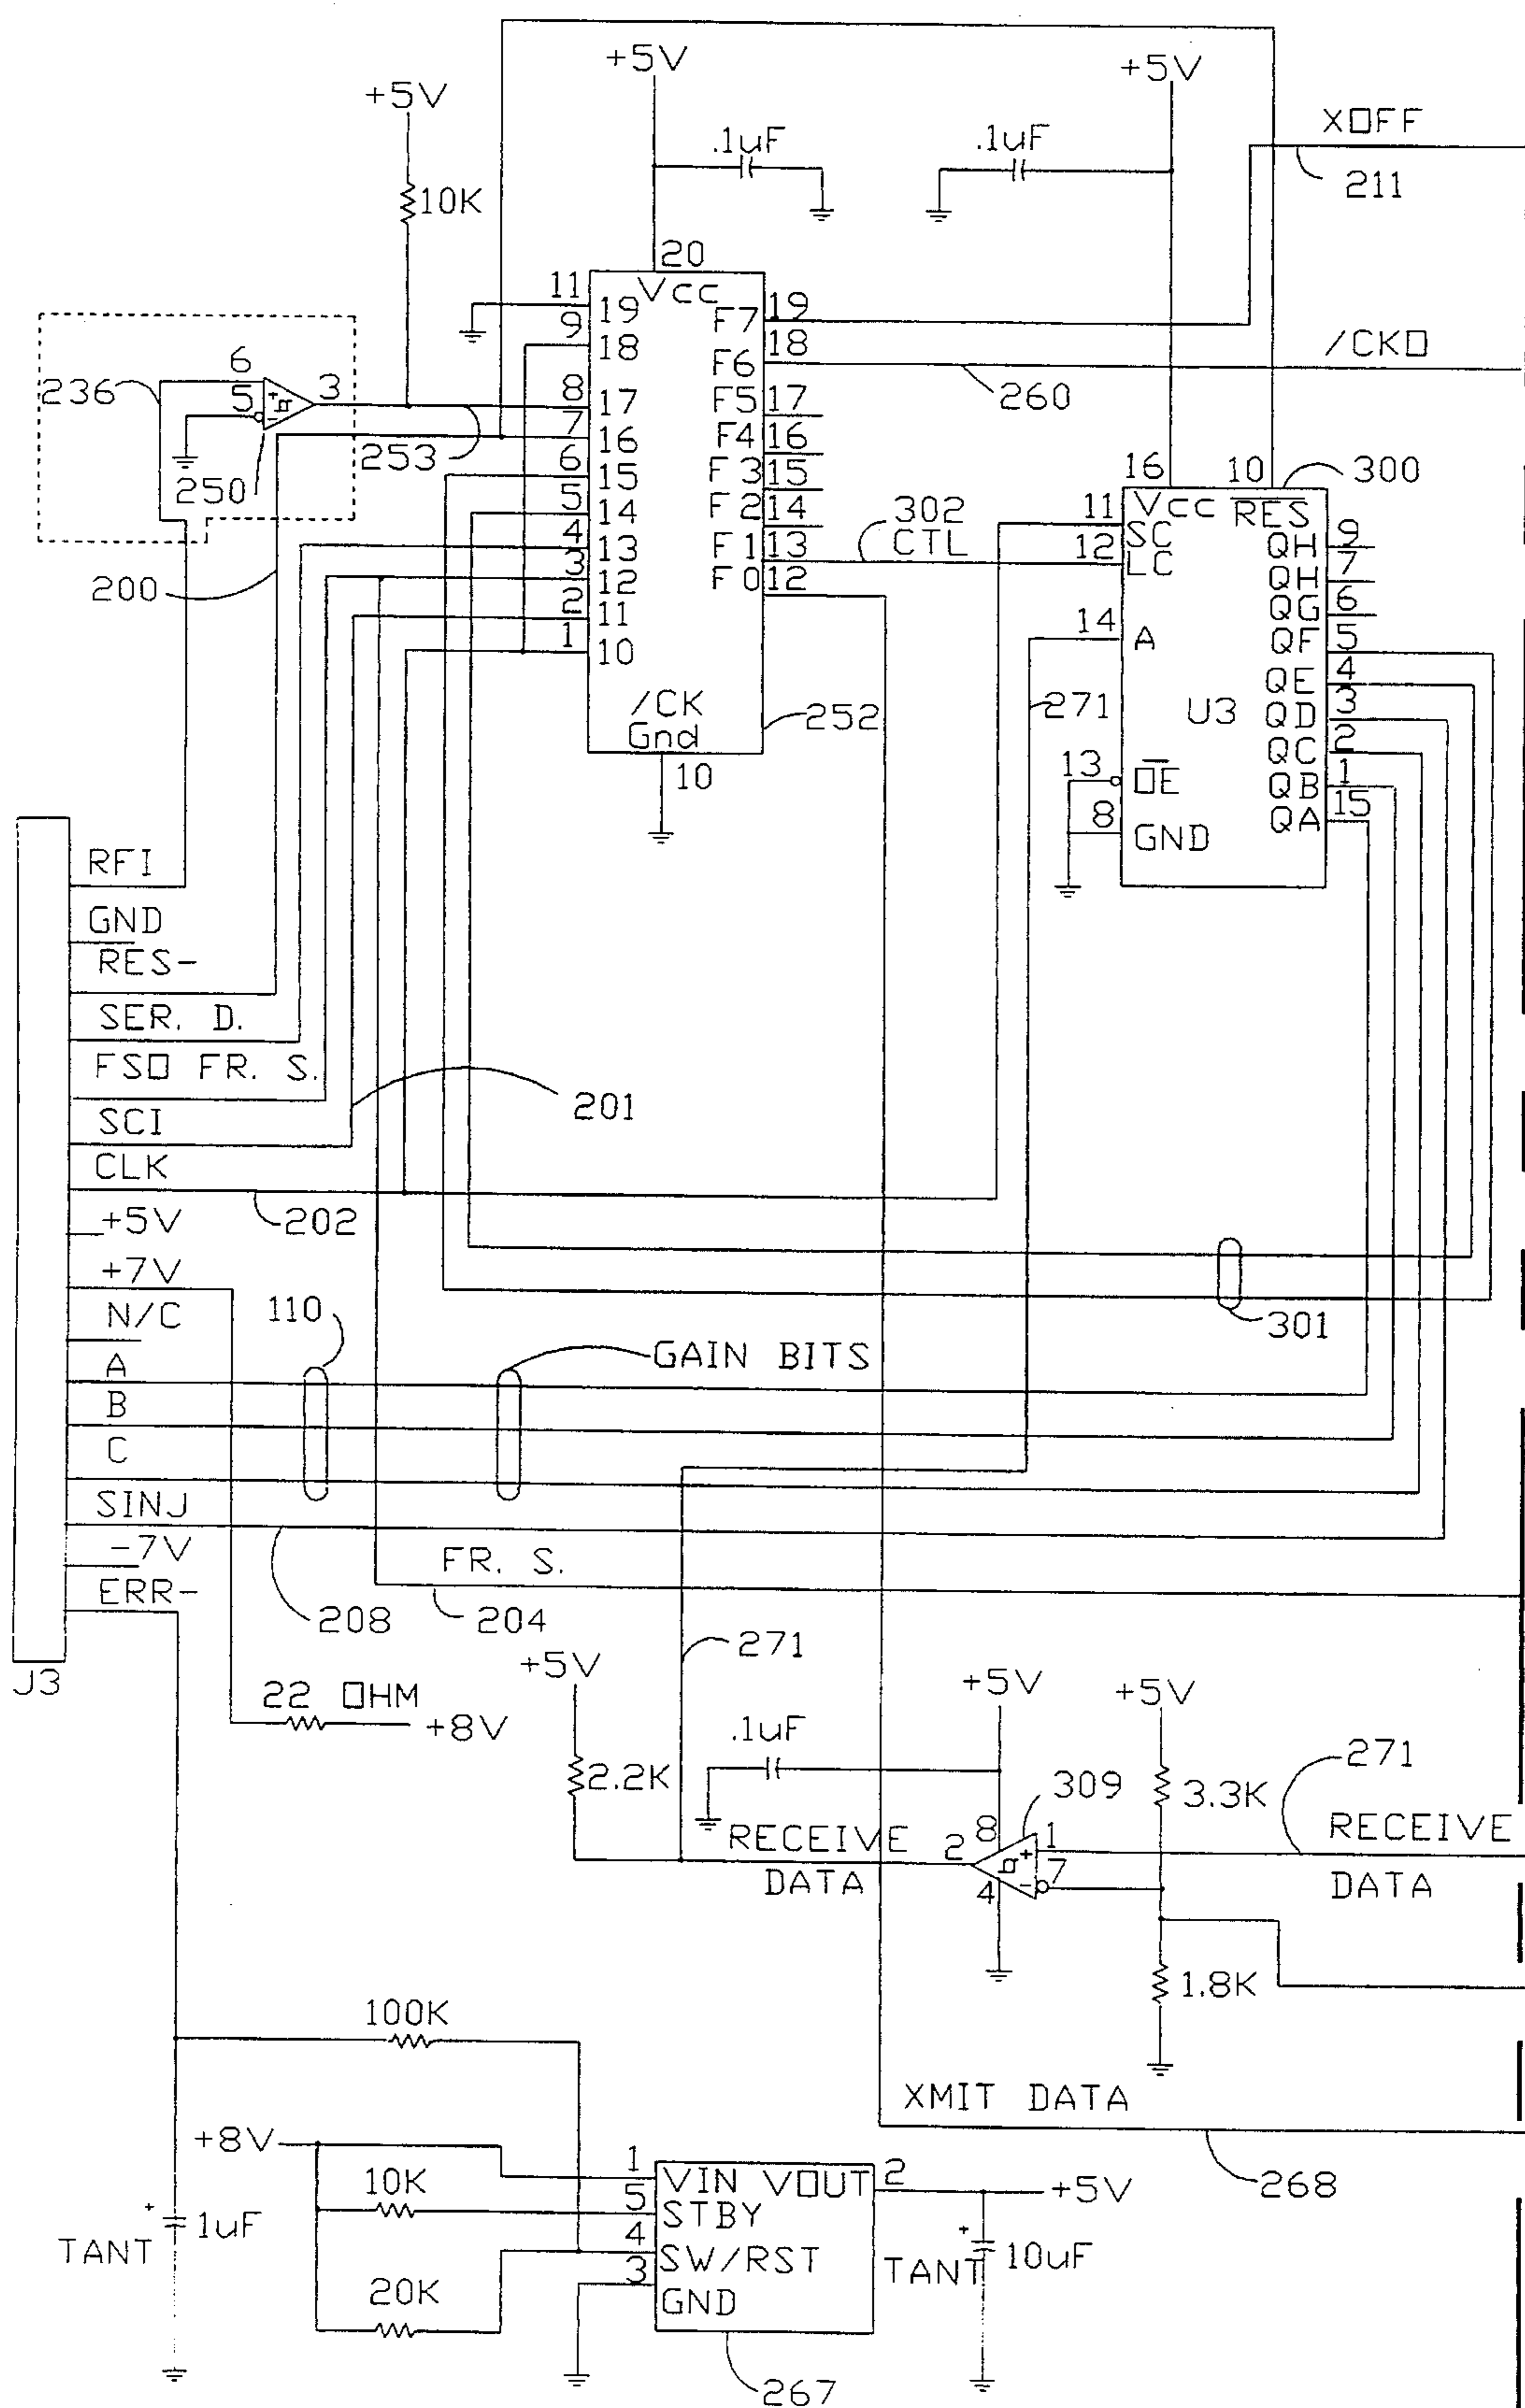 +5V
+5V
+5V
XOFF
.1uF
.1uF
211
10K
20
Vcc
11
19
F7
19
9
18
F6
18
/CKO
260
6
3
236
5
250
8
17
F5
17
7
16
F4
16
253
6
15
F3
15
5
14
F2
14
4
13
F1
13
302
CTL
3
12
F0
12
2
11
1
10
200
/CK
Gnd
10
252
16
10
300
Vcc
RES
11
SC
12
LC
QH
9
QH
7
QG
6
14
A
QF
5
QE
4
271
U3
QD
3
QC
2
13
OE
QB
1
8
GND
QA
15
RFI
GND
RES-
SER. D.
FSO FR. S.
SCI
201
CLK
202
+5V
+7V
N/C
110
301
GAIN BITS
A
B
C
SINJ
-7V
FR. S.
ERR-
208
204
271
J3
+5V
22 OHM
+8V
+5V
+5V
.1uF
2.2K
309
3.3K
271
8
RECEIVE
DATA
2
1
7
4
RECEIVE
DATA
1.8K
100K
XMIT DATA
268
+8V
1
VIN
VOUT
2
+5V
10K
5
STBY
4
SW/RST
3
GND
20K
+
1uF
TANT
+
TANT
10uF
267